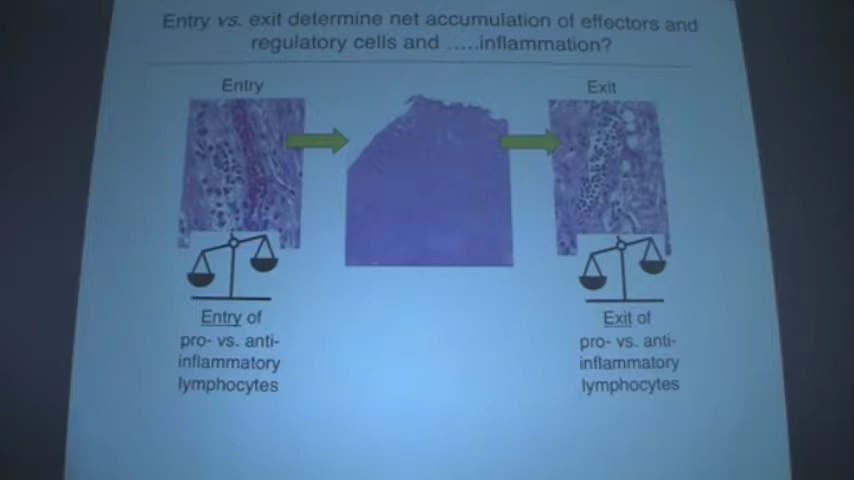 Entry vs. exit determine net accumulation of effectors and
regulatory cells and .....inflammation?
Entry
Exit
Entry of
pro- vs. anti-
inflammatory
lymphocytes
Exit of
pro- vs. anti-
inflammatory
lymphocytes